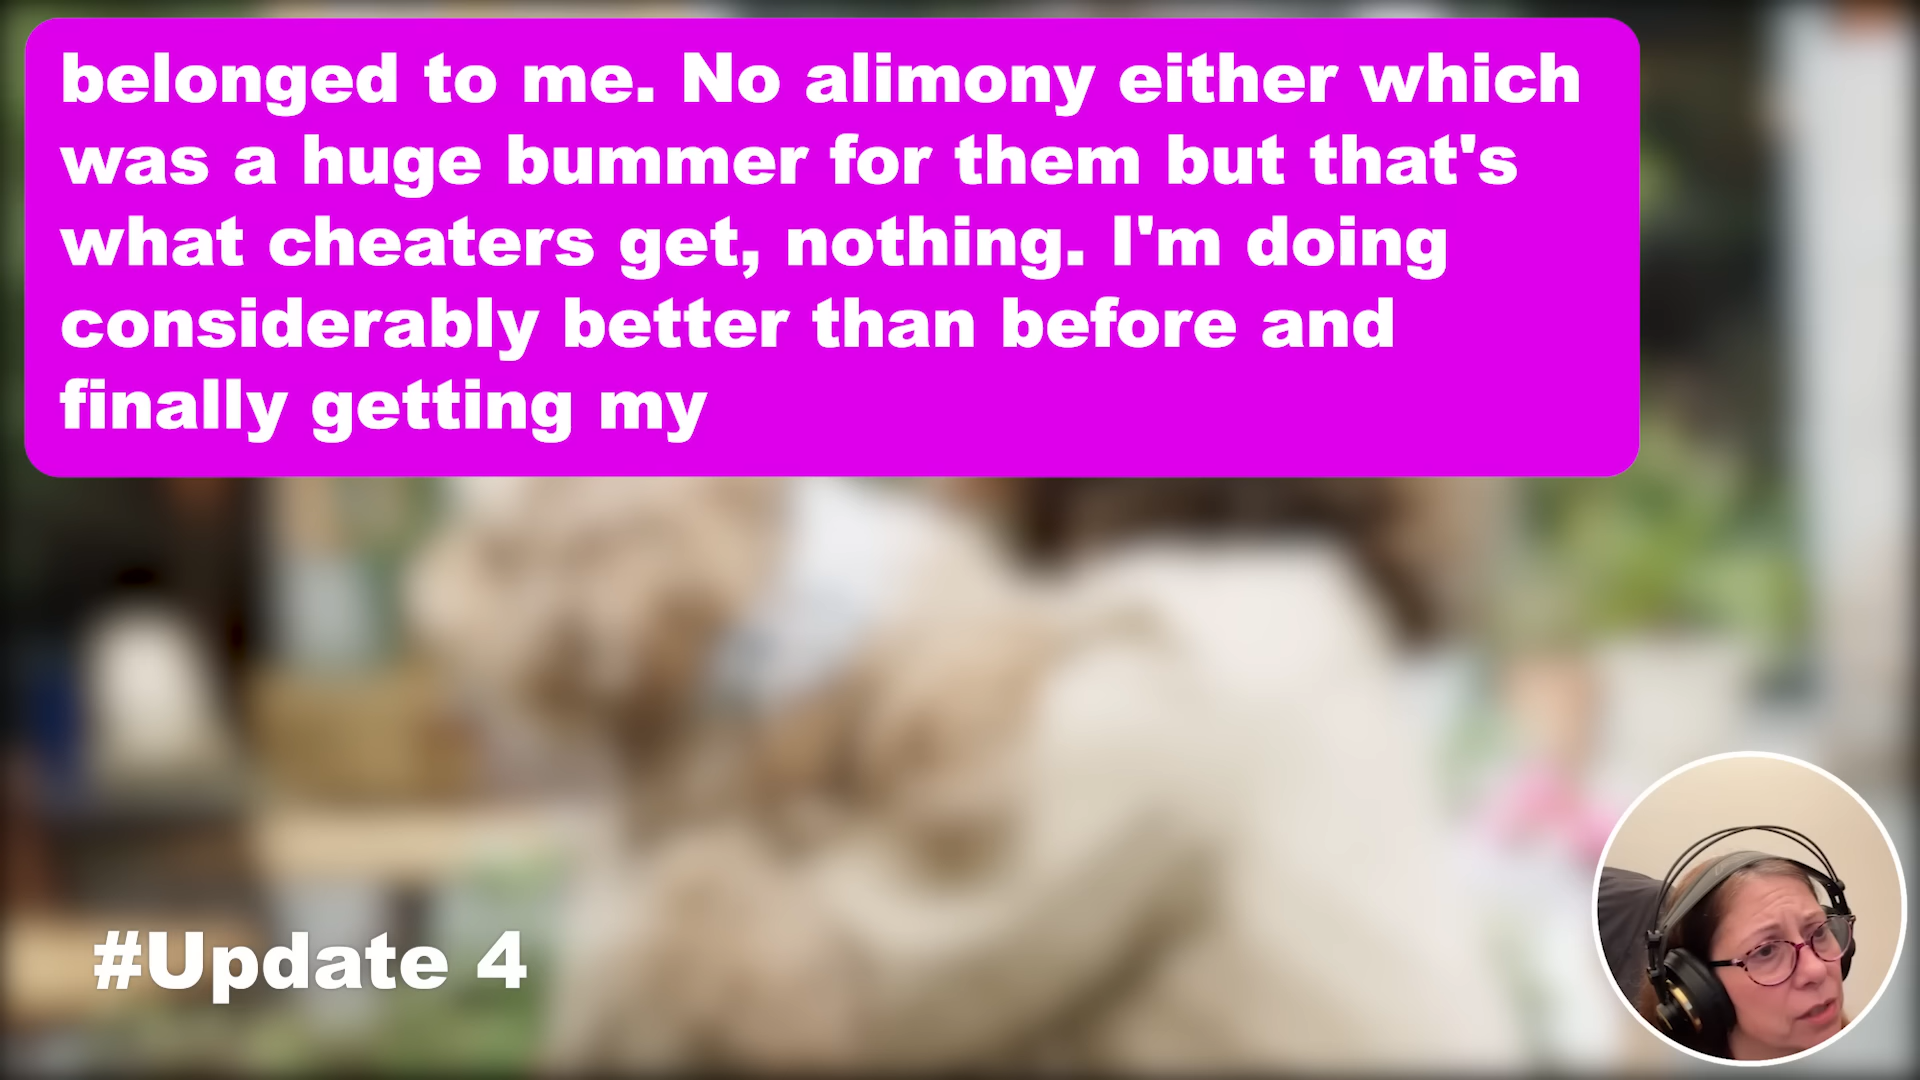 belonged to me. No alimony either which
was a huge bummer for them but that's
what cheaters get, nothing. I'm doing
considerably better than before and
finally getting my
#Update 4